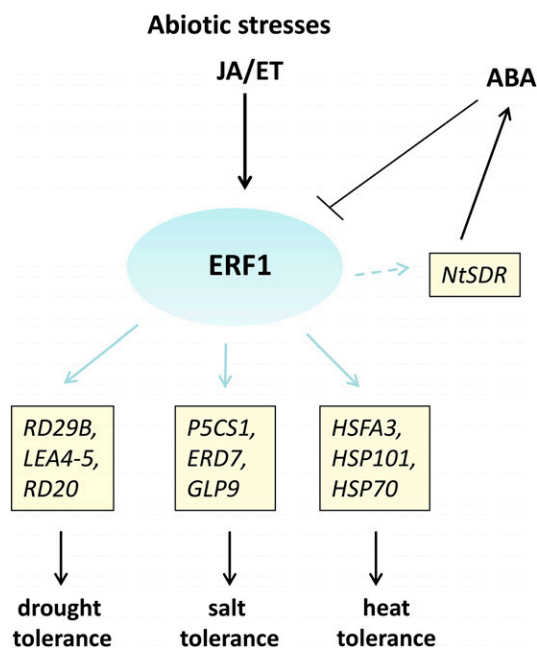 Abiotic stresses
JA/ET
ABA
ERF1
NtSDR
RD29B,
LEA4-5,
RD20
P5CS1,
ERD7,
GLP9
HSFA3,
HSP101,
HSP70
drought
tolerance
salt
tolerance
heat
tolerance